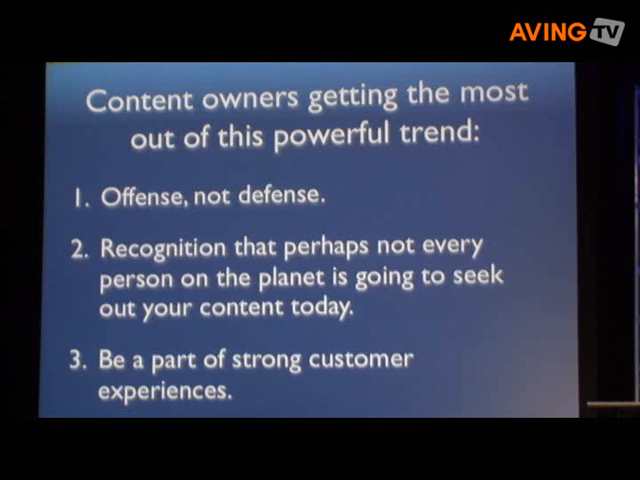 AVING TV
Content owners getting the most
out of this powerful trend:
1. Offense, not defense.
2. Recognition that perhaps not every
person on the planet is going to seek
out your content today.
3. Be a part of strong customer
experiences.